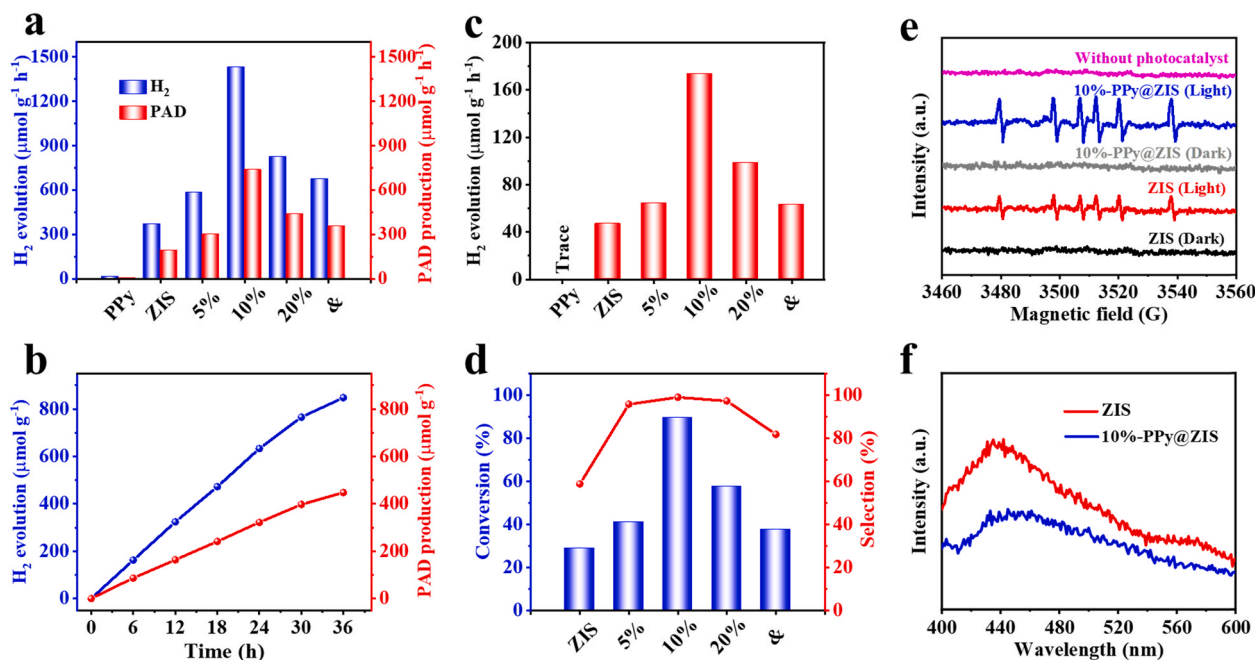 a
H₂ evolution (μmol g⁻¹ h⁻¹)
1500
1200
900
600
300
0
H₂
PAD
1500
1200
900
600
300
0
PAD production (μmol g⁻¹ h⁻¹)
PPy
ZIS
5%
10%
20%
&
c
H₂ evolution (μmol g⁻¹ h⁻¹)
200
160
120
80
40
0
Trace
PPy
ZIS
5%
10%
20%
&
e
Intensity (a.u.)
Without photocatalyst
10%-PPy@ZIS (Light)
10%-PPy@ZIS (Dark)
ZIS (Light)
ZIS (Dark)
3460 3480 3500 3520 3540 3560
Magnetic field (G)
b
H₂ evolution (μmol g⁻¹)
800
600
400
200
0
800
600
400
200
0
PAD production (μmol g⁻¹)
0 6 12 18 24 30 36
Time (h)
d
Conversion (%)
100
80
60
40
20
0
100
80
60
40
20
0
Selection (%)
ZIS
5%
10%
20%
&
f
Intensity (a.u.)
ZIS
10%-PPy@ZIS
400 440 480 520 560 600
Wavelength (nm)